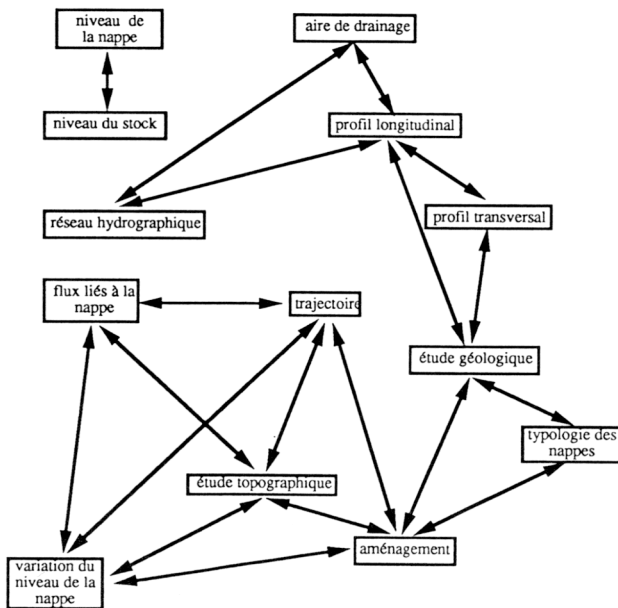 niveau de
la nappe
aire de drainage
niveau du stock
profil longitudinal
réseau hydrographique
profil transversal
flux liés à la
nappe
trajectoire
étude géologique
typologie des
nappes
étude topographique
aménagement
variation du
niveau de la
nappe